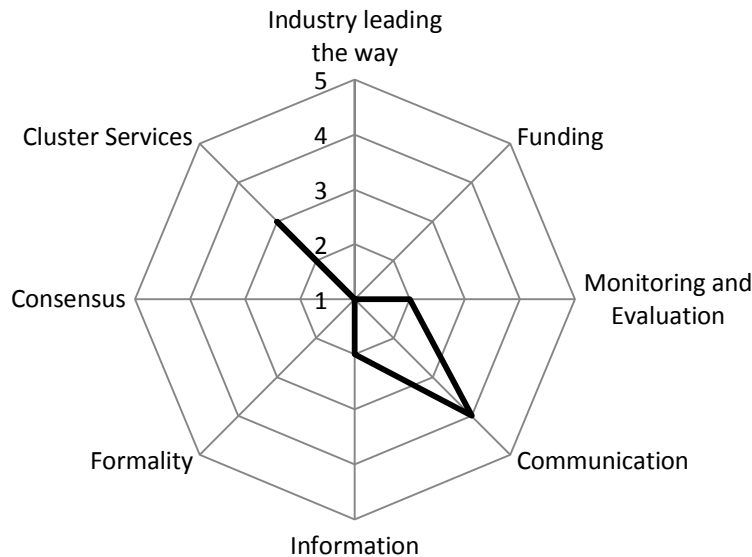 Industry leading
the way
5
Cluster Services
4
Funding
3
2
Consensus
1
Monitoring and
Evaluation
Formality
Communication
Information